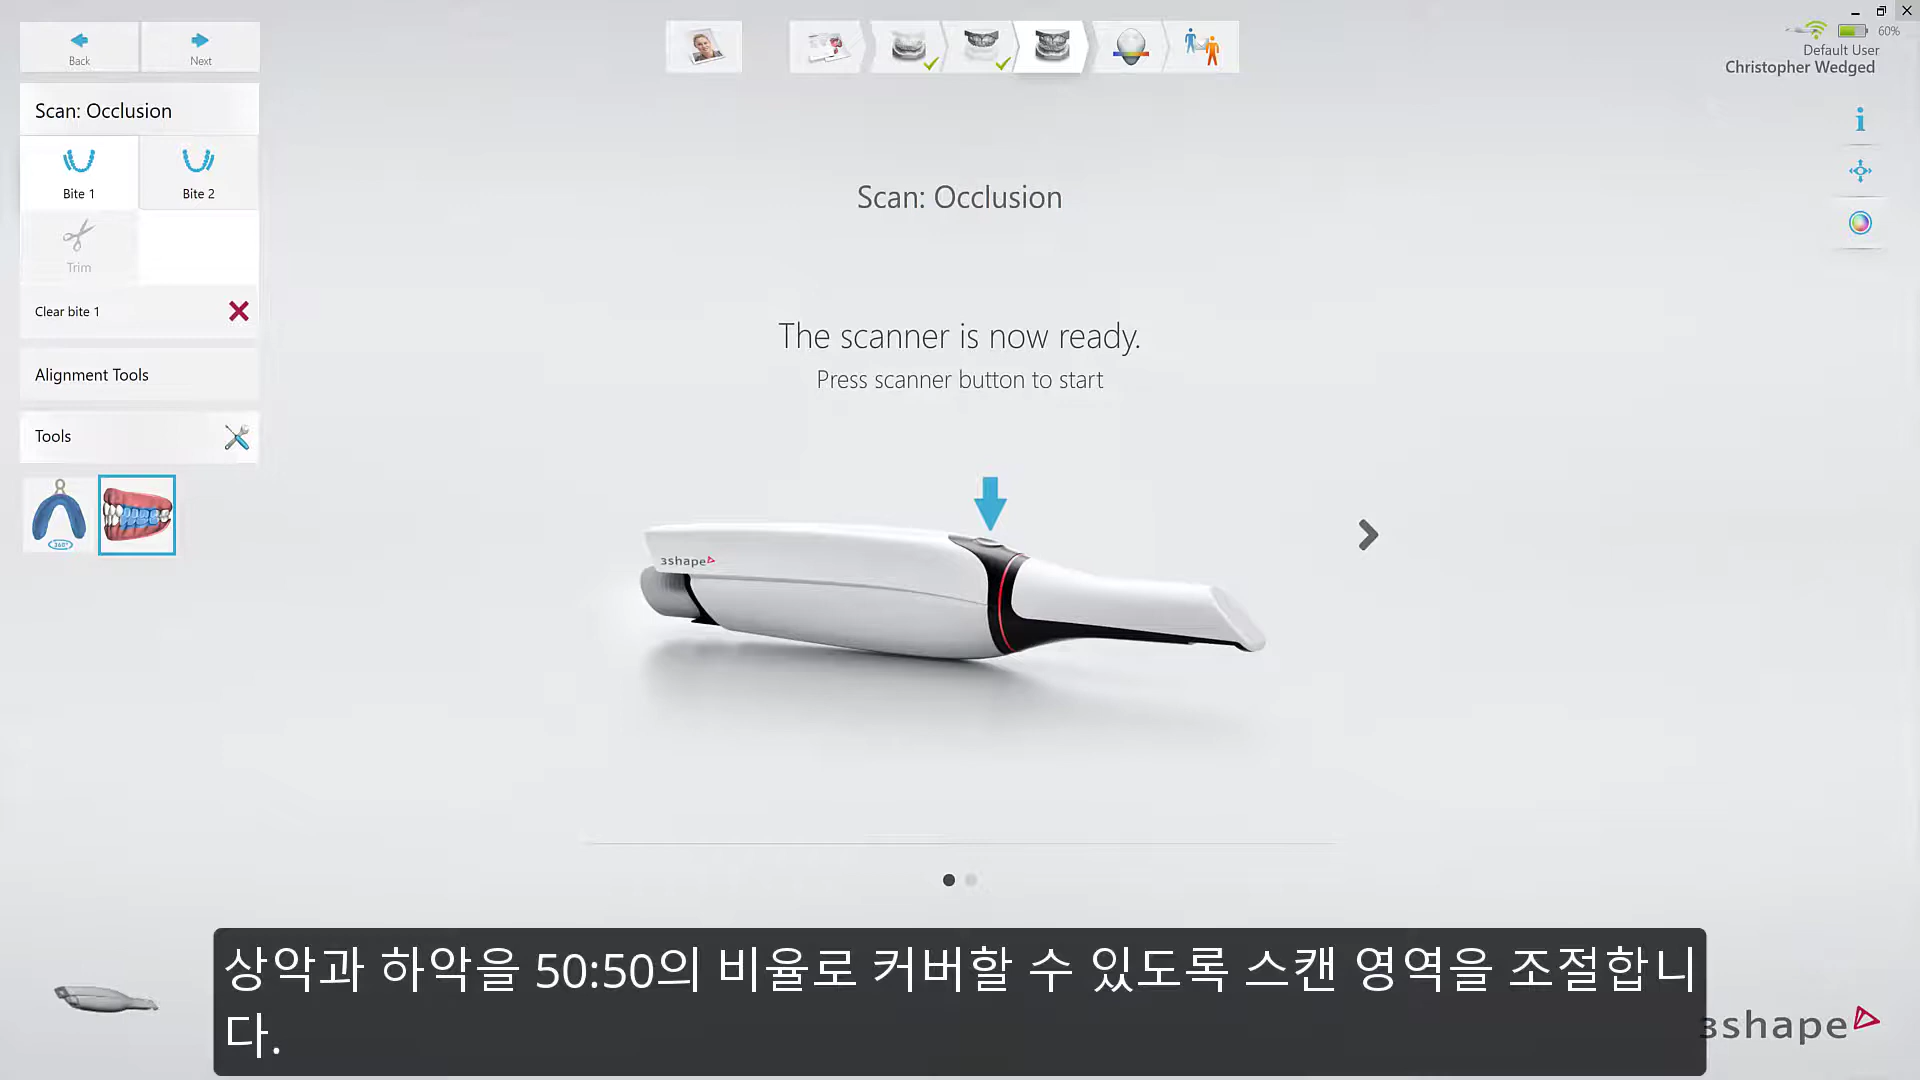 Back
Next
60%
Default User
Christopher Wedged
Scan: Occlusion
Bite 1
Bite 2
Trim
Clear bite 1
Alignment Tools
Tools
360°
Scan: Occlusion
The scanner is now ready.
Press scanner button to start
3shape
상악과 하악을 50:50의 비율로 커버할 수 있도록 스캔 영역을 조절합니
다.
3shape